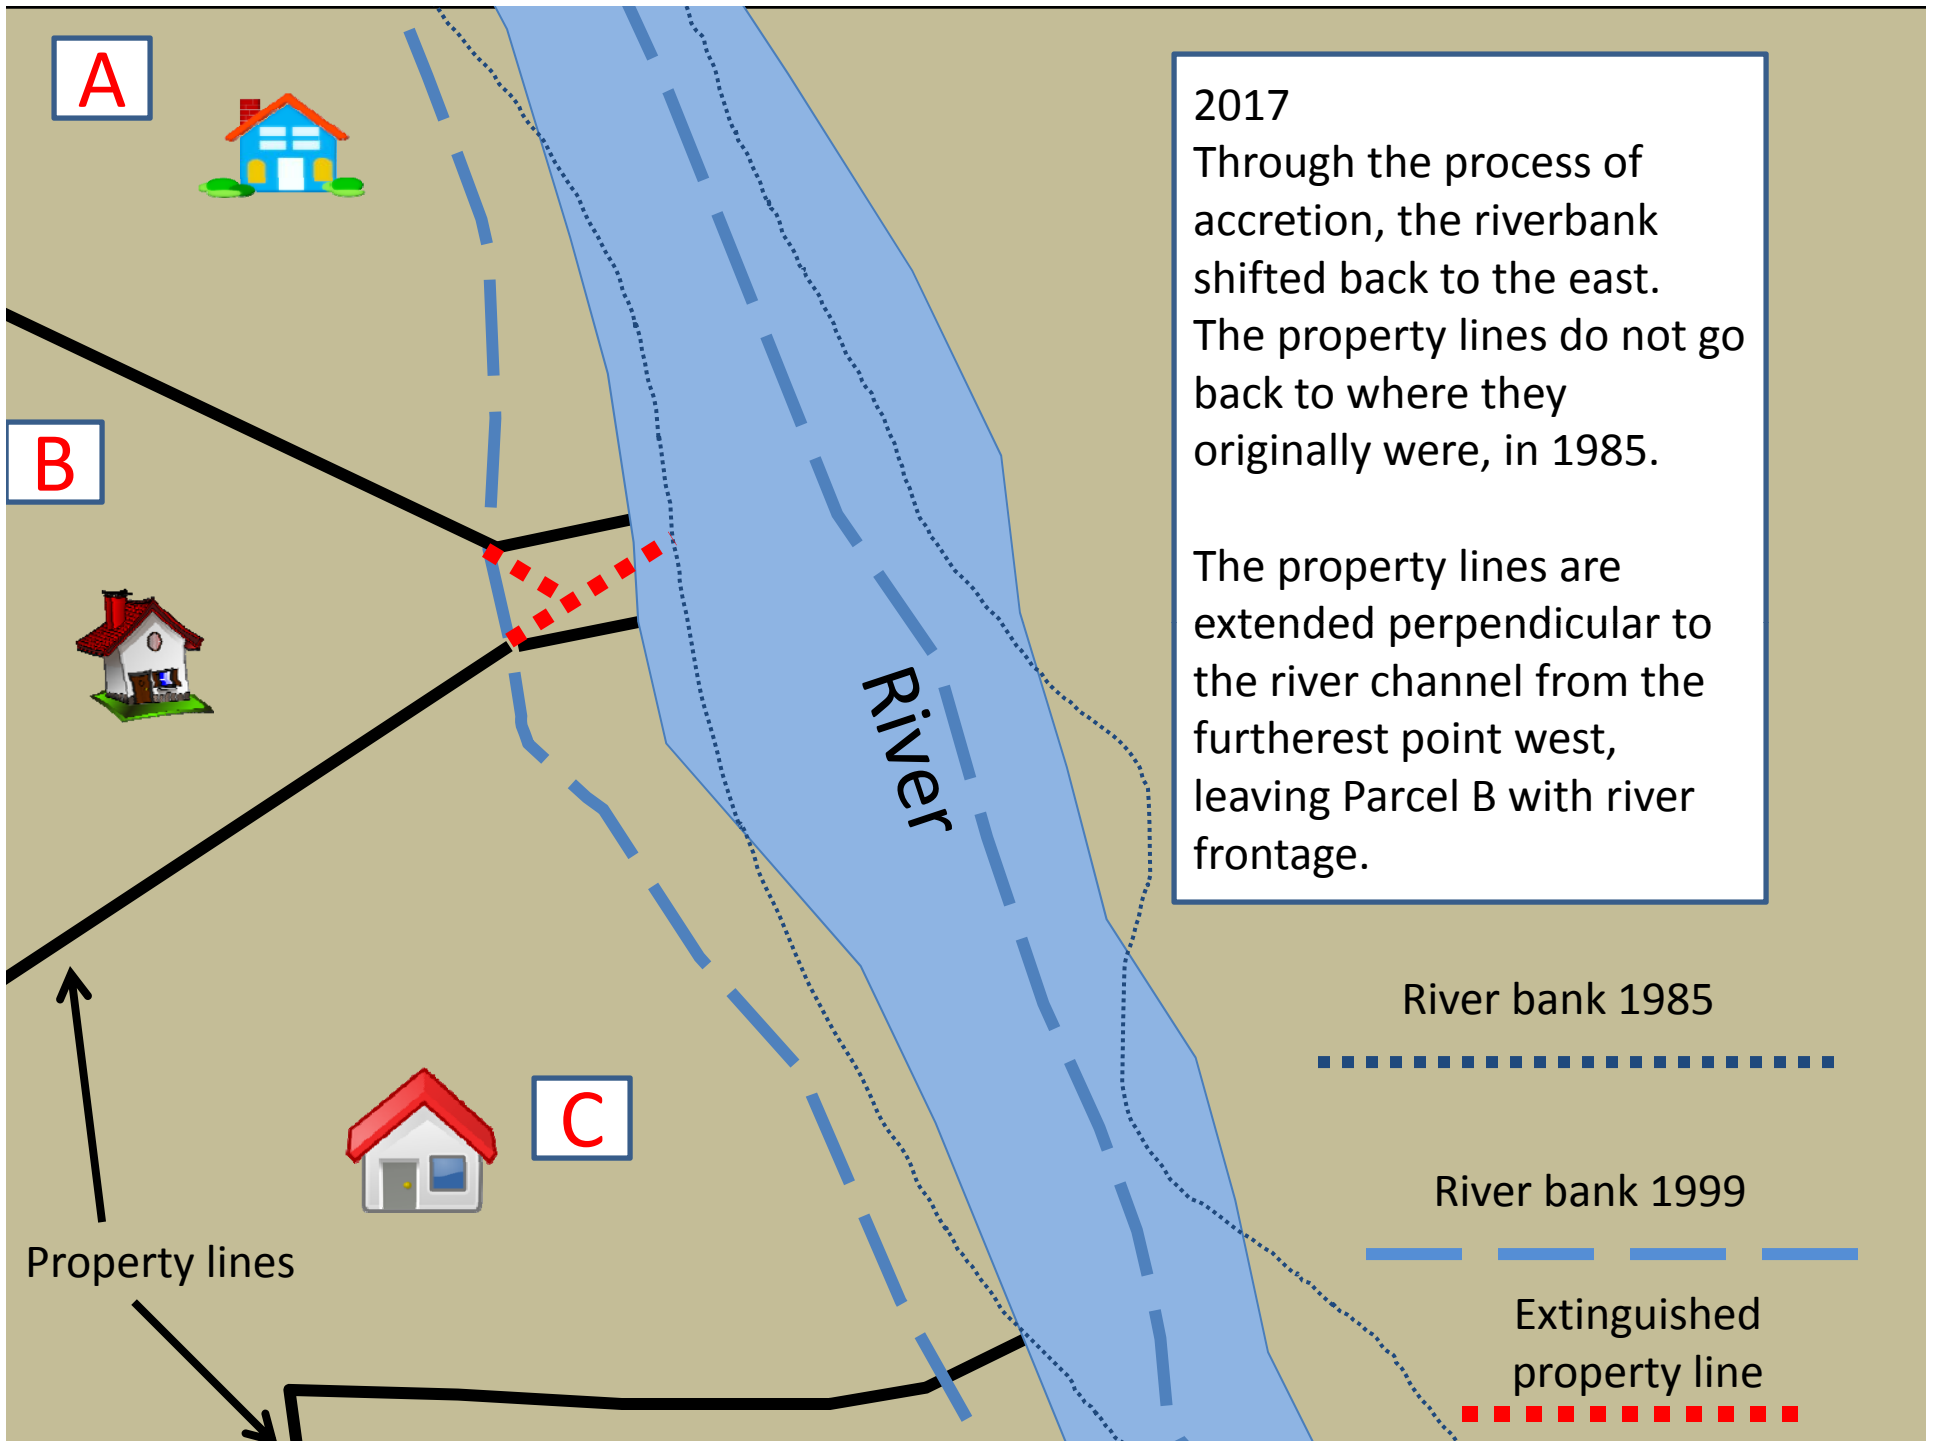 A
2017
Through the process of
accretion, the riverbank
shifted back to the east.
The property lines do not go
back to where they
originally were, in 1985.
The property lines are
extended perpendicular to
the river channel from the
furtherest point west,
leaving Parcel B with river
frontage.
B
River
C
Property lines
River bank 1985
River bank 1999
Extinguished
property line